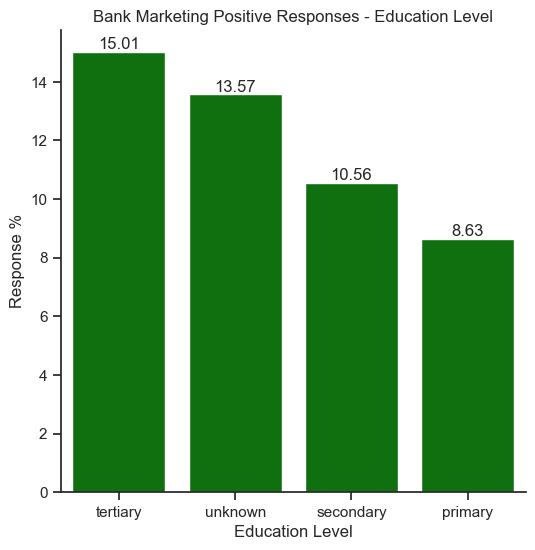 Bank Marketing Positive Responses - Education Level
15.01
13.57
10.56
8.63
14
12
10
8
6
4
2
0
Response %
tertiary
unknown
secondary
primary
Education Level